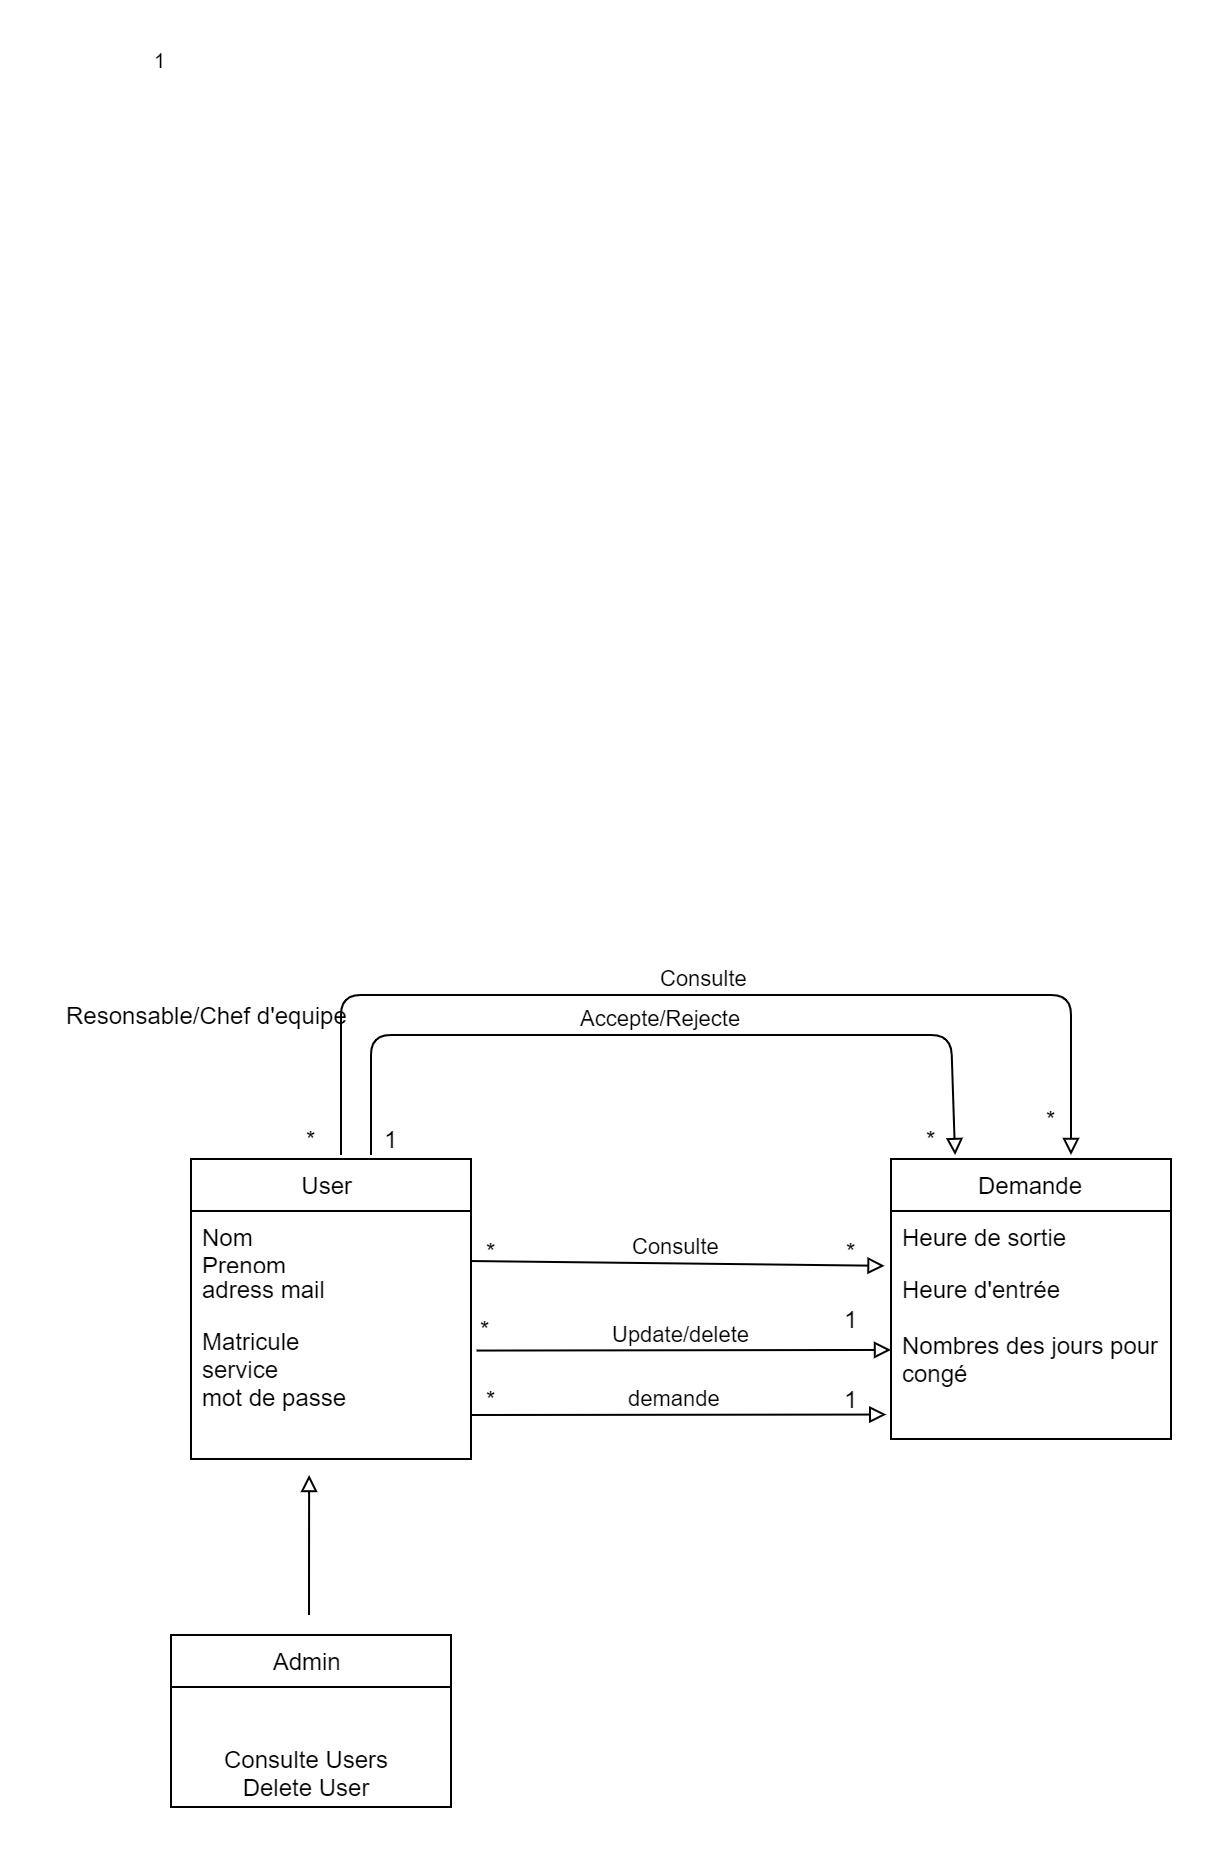 1
Consulte
Resonsable/Chef d'equipe
Accepte/Rejecte
*
1
*
*
User
Demande
Nom
Prenom
adress mail
Matricule
service
mot de passe
*
Consulte
*
*
Update/delete
1
*
demande
1
Heure de sortie
Heure d'entrée
Nombres des jours pour
congé
Admin
Consulte Users
Delete User